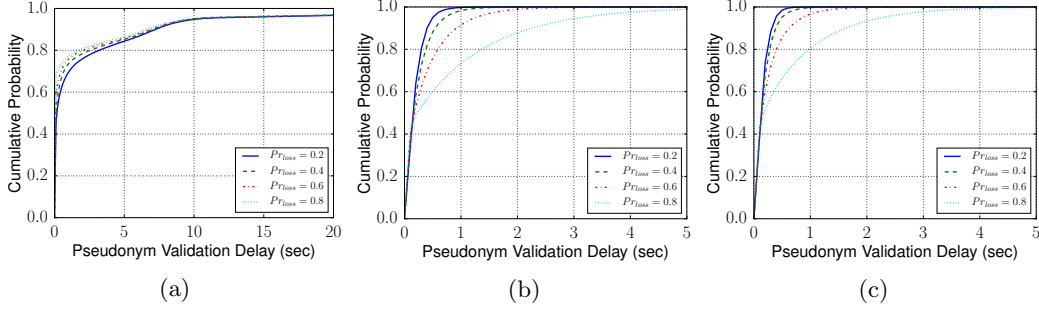 Cumulative Probability
1.0
0.8
0.6
0.4
0.2
0.0
0 5 10 15 20
Pseudonym Validation Delay (sec)
Pr_loss = 0.2
Pr_loss = 0.4
Pr_loss = 0.6
Pr_loss = 0.8
(a)
Cumulative Probability
1.0
0.8
0.6
0.4
0.2
0.0
0 1 2 3 4 5
Pseudonym Validation Delay (sec)
Pr_loss = 0.2
Pr_loss = 0.4
Pr_loss = 0.6
Pr_loss = 0.8
(b)
Cumulative Probability
1.0
0.8
0.6
0.4
0.2
0.0
0 1 2 3 4 5
Pseudonym Validation Delay (sec)
Pr_loss = 0.2
Pr_loss = 0.4
Pr_loss = 0.6
Pr_loss = 0.8
(c)